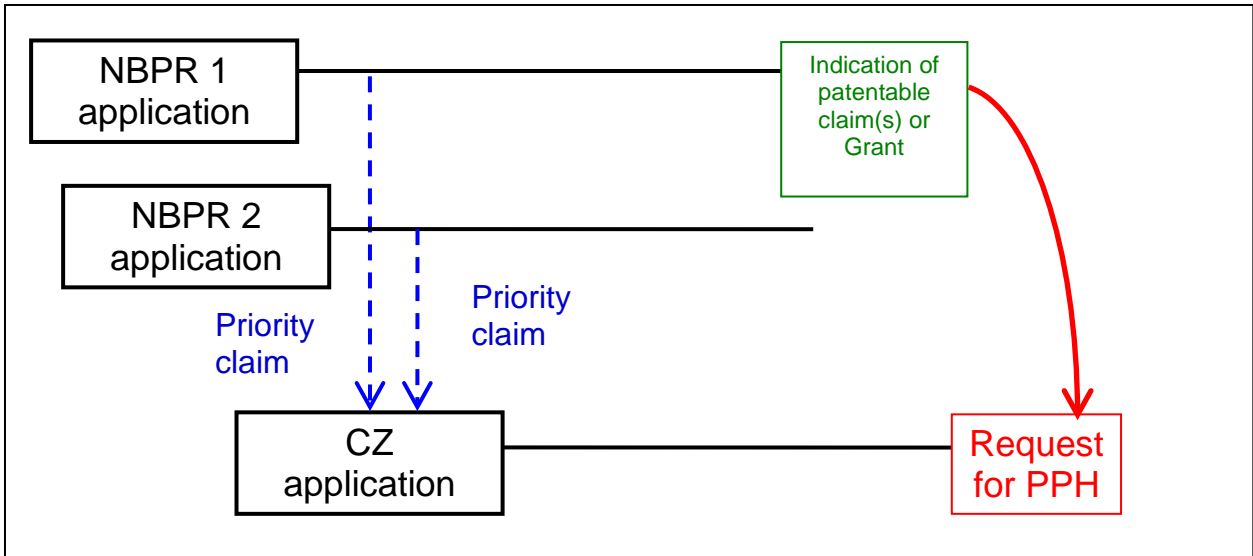 NBPR 1
application
Indication of
patentable
claim(s) or
Grant
NBPR 2
application
Priority
claim
Priority
claim
CZ
application
Request
for PPH